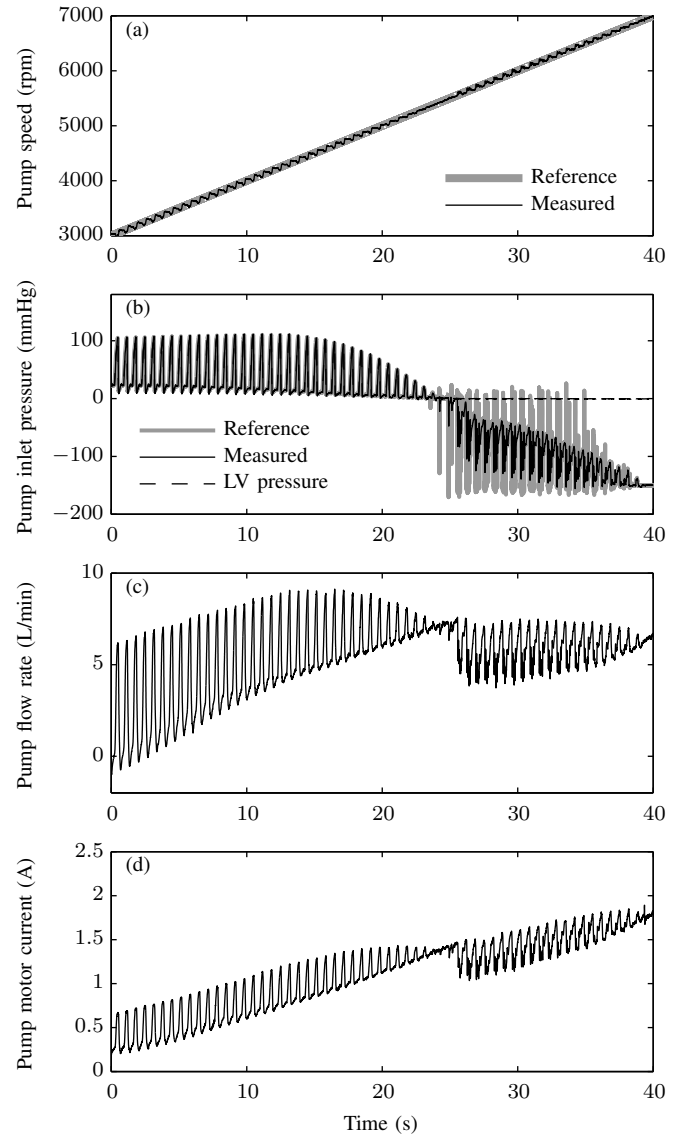 (a)
7000
6000
5000
4000
3000
Pump speed (rpm)
Reference
Measured
0
10
20
30
40
(b)
100
0
−100
−200
Pump inlet pressure (mmHg)
Reference
Measured
LV pressure
0
10
20
30
40
(c)
10
5
0
Pump flow rate (L/min)
0
10
20
30
40
(d)
2.5
2
1.5
1
0.5
0
Pump motor current (A)
0
10
20
30
40
Time (s)